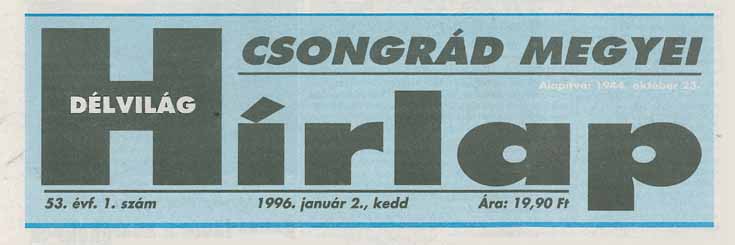 CSONGRÁD MEGYEI
Alapítva: 1944. október 23.
DÉLVILÁG
Hírlap
53. évf. 1. szám 1996. január 2., kedd Ára: 19,90 Ft